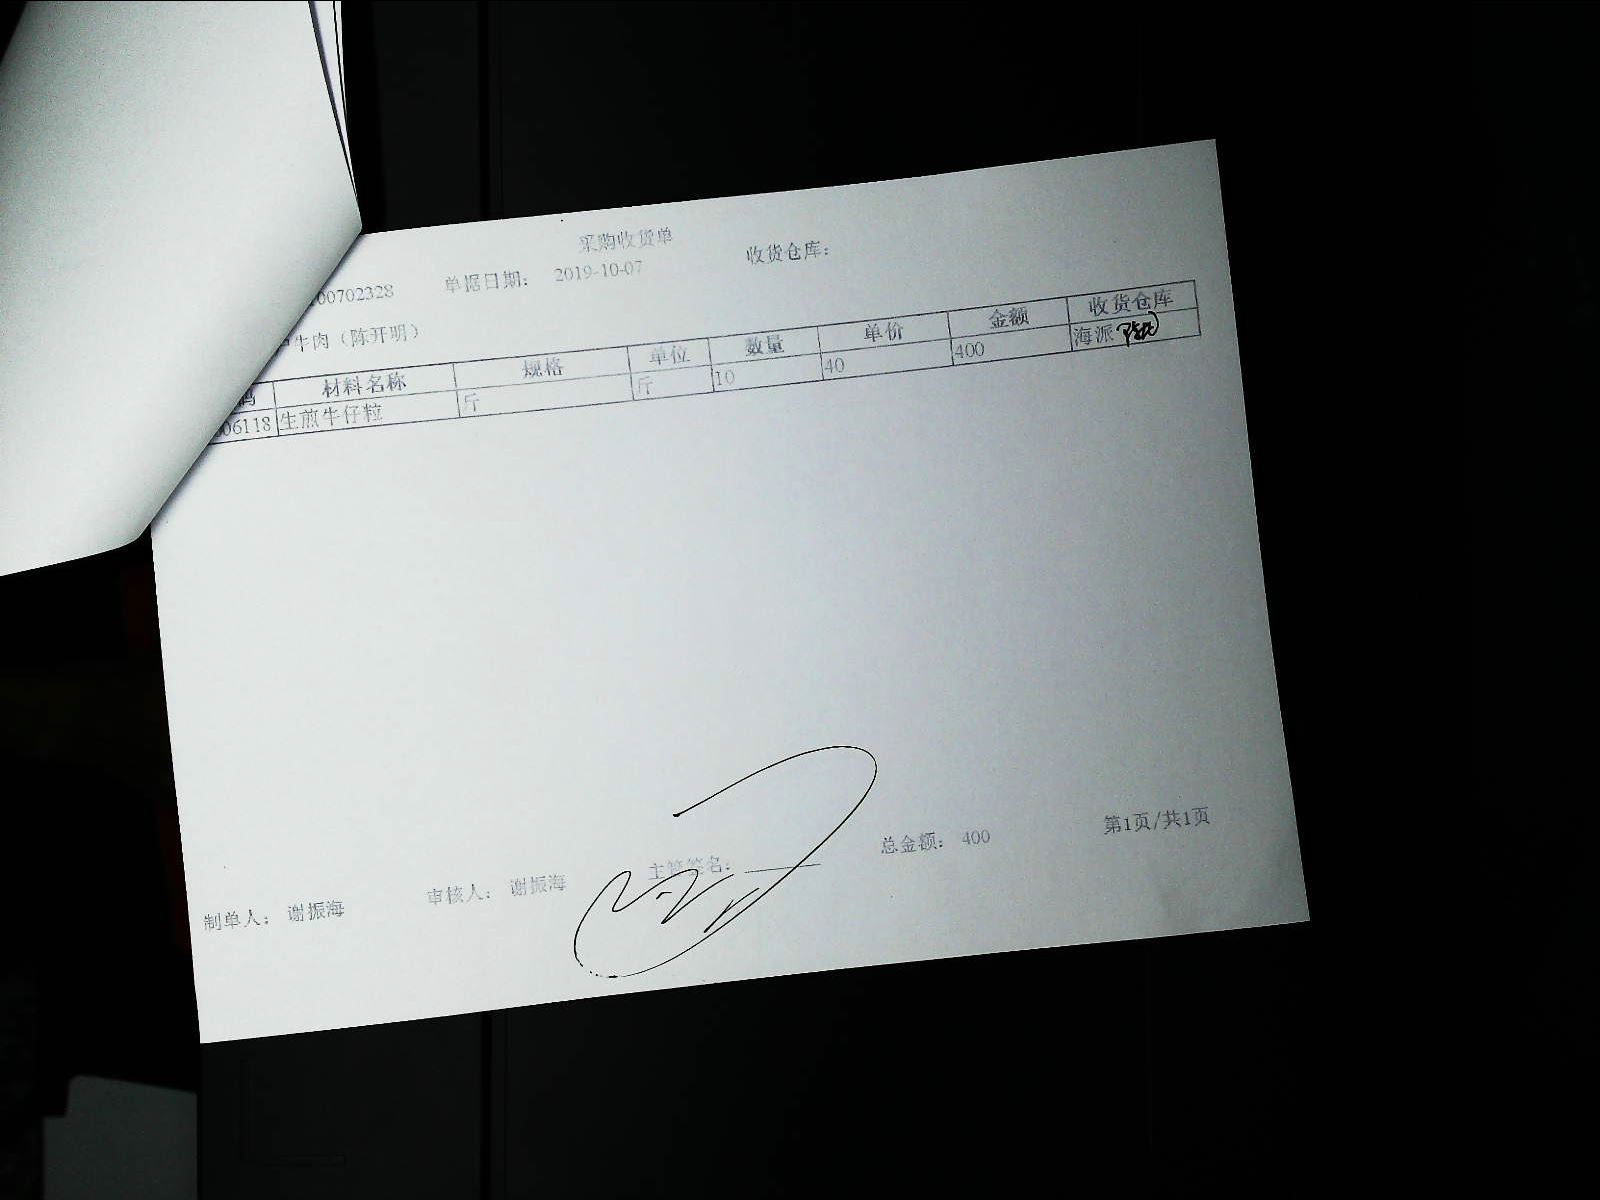 采购收货单
00702328 单据日期： 2019-10-07 收货仓库：
牛肉（陈开明）
材料名称 规格 单位 数量 单价 金额 收货仓库
06118 生煎牛仔粒 斤 斤 10 40 400 海派
制单人： 谢振海 审核人： 谢振海 主管签名： 总金额： 400 第1页/共1页